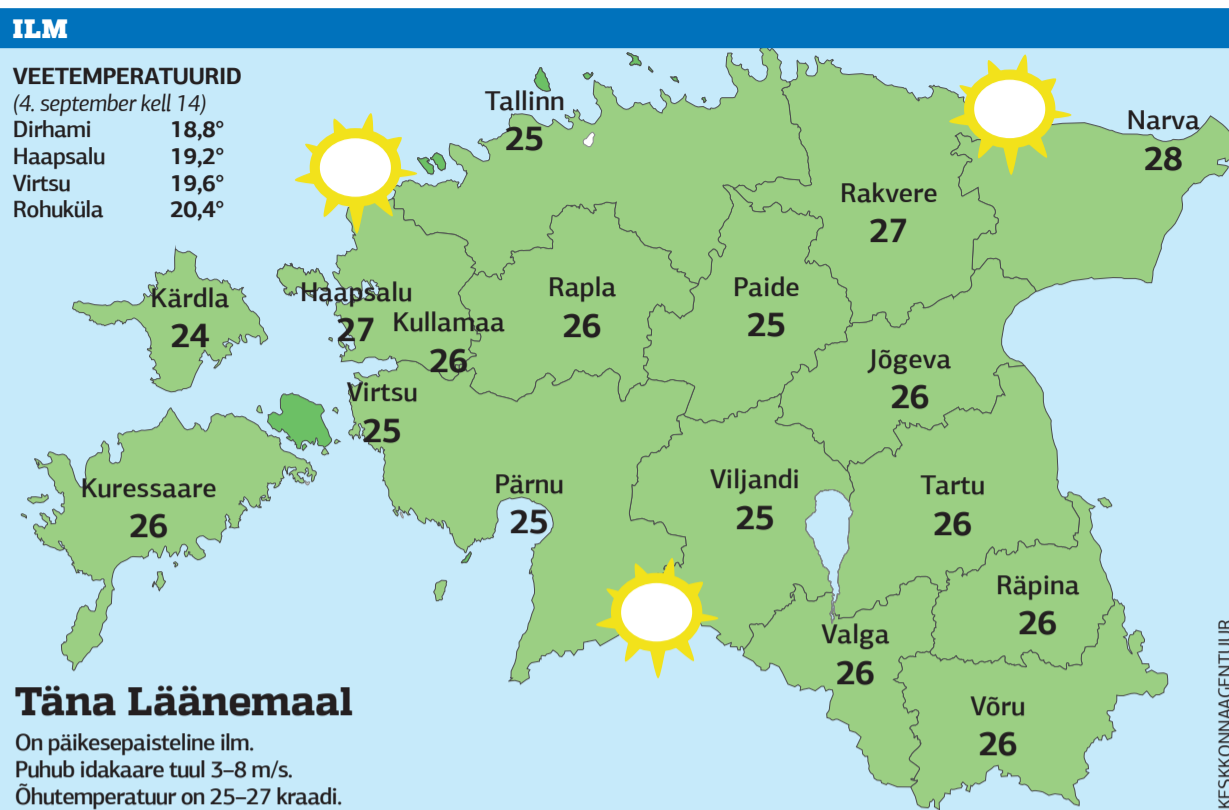 ILM
VEETEMPERATUURID
(4. september kell 14)
Dirhami 18,8°
Haapsalu 19,2°
Virtsu 19,6°
Rohuküla 20,4°
Tallinn
25
Narva
28
Rakvere
27
Kärdla
24
Haapsalu
27
Kullamaa
26
Rapla
26
Paide
25
Jõgeva
26
Virtsu
25
Kuressaare
26
Pärnu
25
Viljandi
25
Tartu
26
Räpina
26
Valga
26
Võru
26
Täna Läänemaal
On päikesepaisteline ilm.
Puhub idakaare tuul 3–8 m/s.
Õhutemperatuur on 25–27 kraadi.
KESKKONNAAGENTUUR